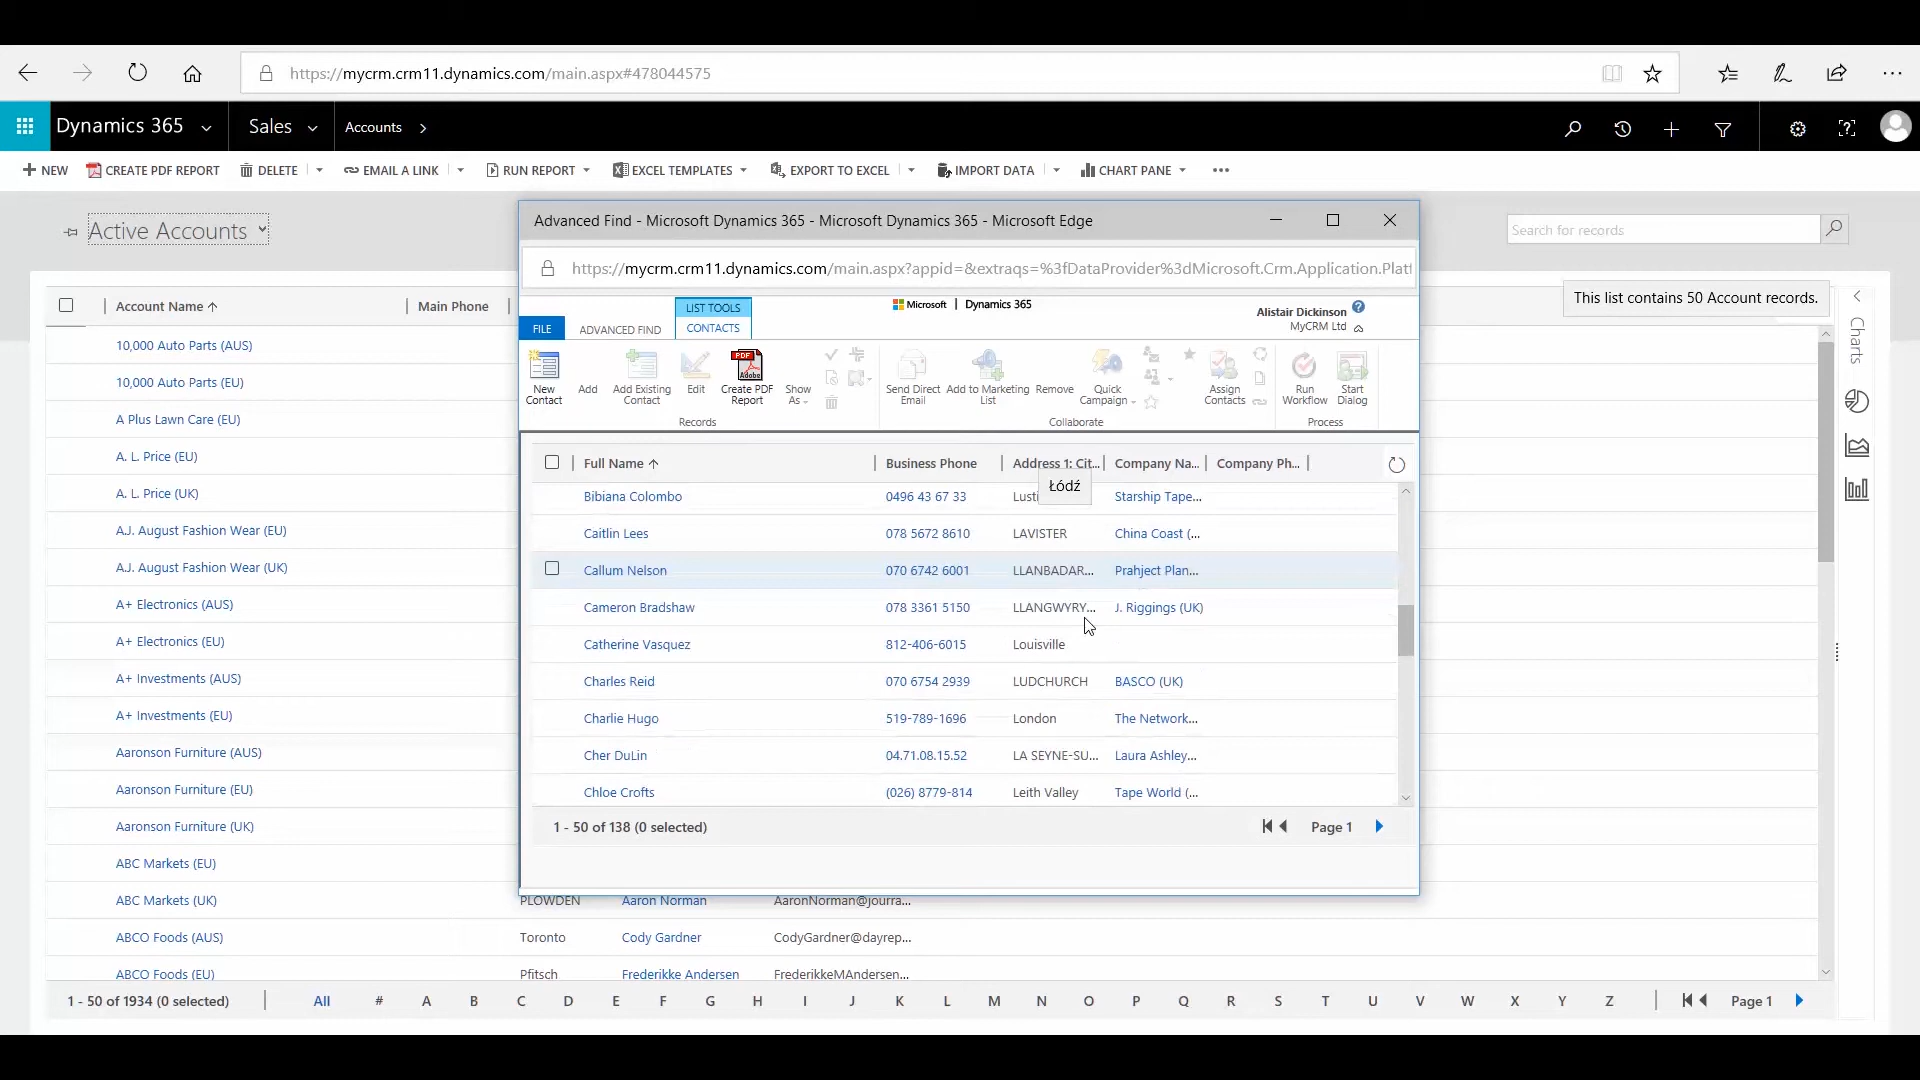 https://mycrm.crm11.dynamics.com/main.aspx#478044575
Dynamics 365 Sales Accounts
NEW CREATE PDF REPORT DELETE EMAIL A LINK RUN REPORT EXCEL TEMPLATES EXPORT TO EXCEL IMPORT DATA CHART PANE
Active Accounts
Search for records
This list contains 50 Account records.
Charts
Account Name Main Phone
10,000 Auto Parts (AUS)
10,000 Auto Parts (EU)
A Plus Lawn Care (EU)
A. L. Price (EU)
A. L. Price (UK)
A.J. August Fashion Wear (EU)
A.J. August Fashion Wear (UK)
A+ Electronics (AUS)
A+ Electronics (EU)
A+ Investments (AUS)
A+ Investments (EU)
Aaronson Furniture (AUS)
Aaronson Furniture (EU)
Aaronson Furniture (UK)
ABC Markets (EU)
ABC Markets (UK) PLOWDEN Aaron Norman AaronNorman@journa...
ABCO Foods (AUS) Toronto Cody Gardner CodyGardner@dayrep...
ABCO Foods (EU) Pfitsch Frederikke Andersen FrederikkeMAndersen...
1 - 50 of 1934 (0 selected) All # A B C D E F G H I J K L M N O P Q R S T U V W X Y Z Page 1
Advanced Find - Microsoft Dynamics 365 - Microsoft Dynamics 365 - Microsoft Edge
https://mycrm.crm11.dynamics.com/main.aspx?appid=&extraqs=%3fDataProvider%3dMicrosoft.Crm.Application.Platf
Microsoft | Dynamics 365
Alistair Dickinson
MyCRM Ltd
LIST TOOLS
FILE ADVANCED FIND CONTACTS
New Contact Add Add Existing Contact Edit Create PDF Report Show As
Records
PDF
Adobe
Send Direct Email Add to Marketing List Remove Quick Campaign Assign Contacts
Collaborate
Run Workflow Start Dialog
Process
Full Name Business Phone Address 1: Cit... Company Na... Company Ph...
Łódź
Bibiana Colombo 0496 43 67 33 Lusti Starship Tape...
Caitlin Lees 078 5672 8610 LAVISTER China Coast (...
Callum Nelson 070 6742 6001 LLANBADAR... Prahject Plan...
Cameron Bradshaw 078 3361 5150 LLANGWYRY... J. Riggings (UK)
Catherine Vasquez 812-406-6015 Louisville
Charles Reid 070 6754 2939 LUDCHURCH BASCO (UK)
Charlie Hugo 519-789-1696 London The Network...
Cher DuLin 04.71.08.15.52 LA SEYNE-SU... Laura Ashley...
Chloe Crofts (026) 8779-814 Leith Valley Tape World (...
1 - 50 of 138 (0 selected) Page 1